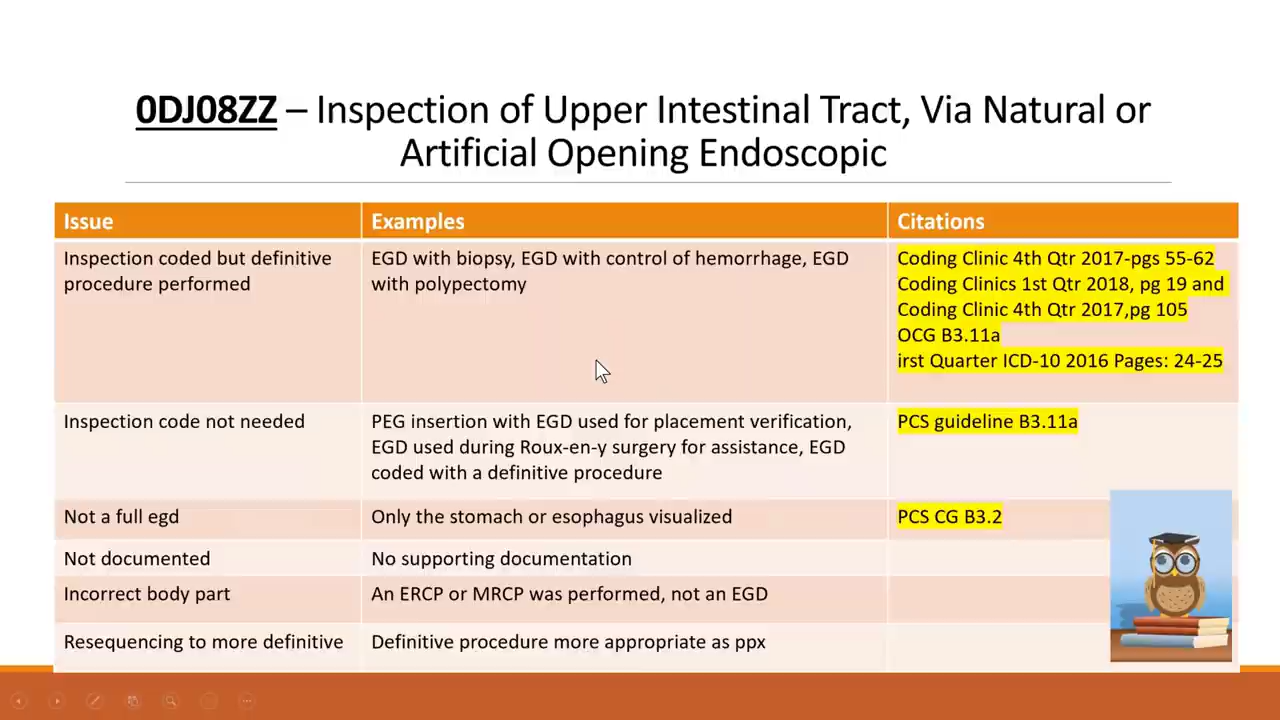 0DJ08ZZ – Inspection of Upper Intestinal Tract, Via Natural or
Artificial Opening Endoscopic
Issue
Examples
Citations
Inspection coded but definitive
procedure performed
EGD with biopsy, EGD with control of hemorrhage, EGD
with polypectomy
Coding Clinic 4th Qtr 2017-pgs 55-62
Coding Clinics 1st Qtr 2018, pg 19 and
Coding Clinic 4th Qtr 2017,pg 105
OCG B3.11a
irst Quarter ICD-10 2016 Pages: 24-25
Inspection code not needed
PEG insertion with EGD used for placement verification,
EGD used during Roux-en-y surgery for assistance, EGD
coded with a definitive procedure
PCS guideline B3.11a
Not a full egd
Only the stomach or esophagus visualized
PCS CG B3.2
Not documented
No supporting documentation
Incorrect body part
An ERCP or MRCP was performed, not an EGD
Resequencing to more definitive
Definitive procedure more appropriate as ppx